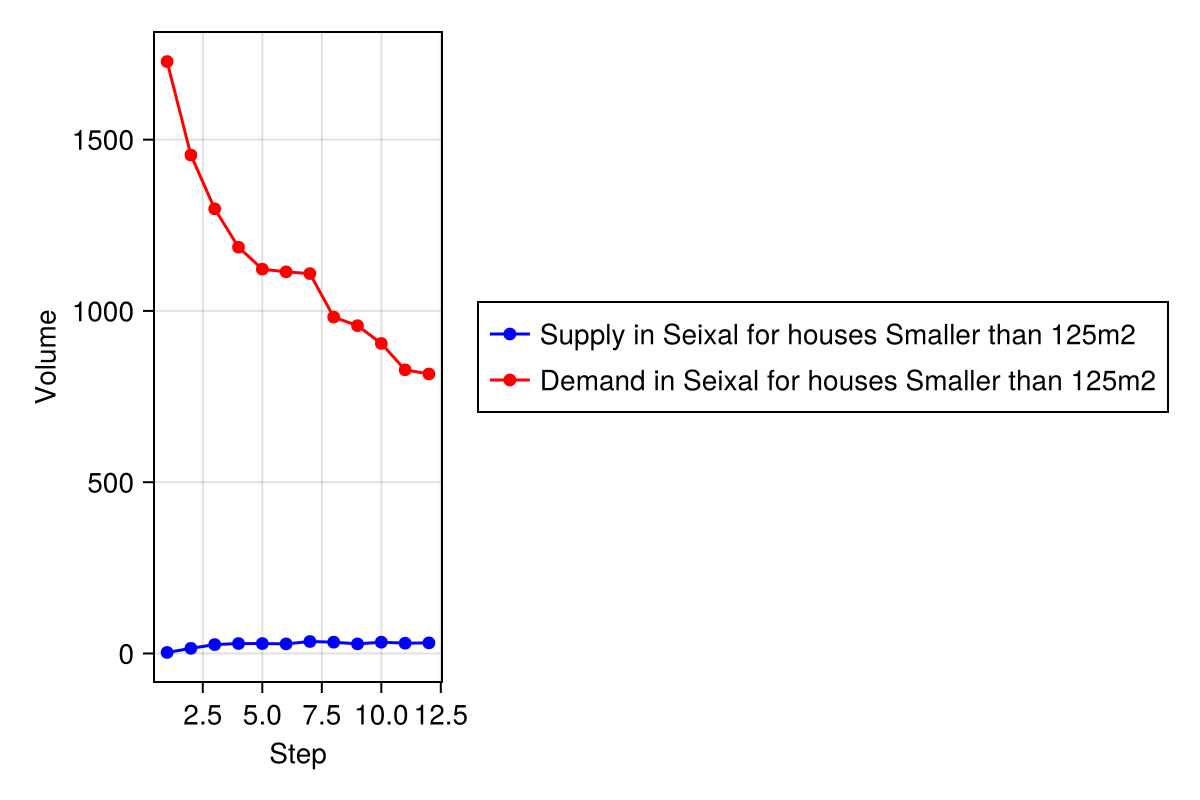 1500
1000
500
0
Volume
2.5 5.0 7.5 10.0 12.5
Step
Supply in Seixal for houses Smaller than 125m2
Demand in Seixal for houses Smaller than 125m2